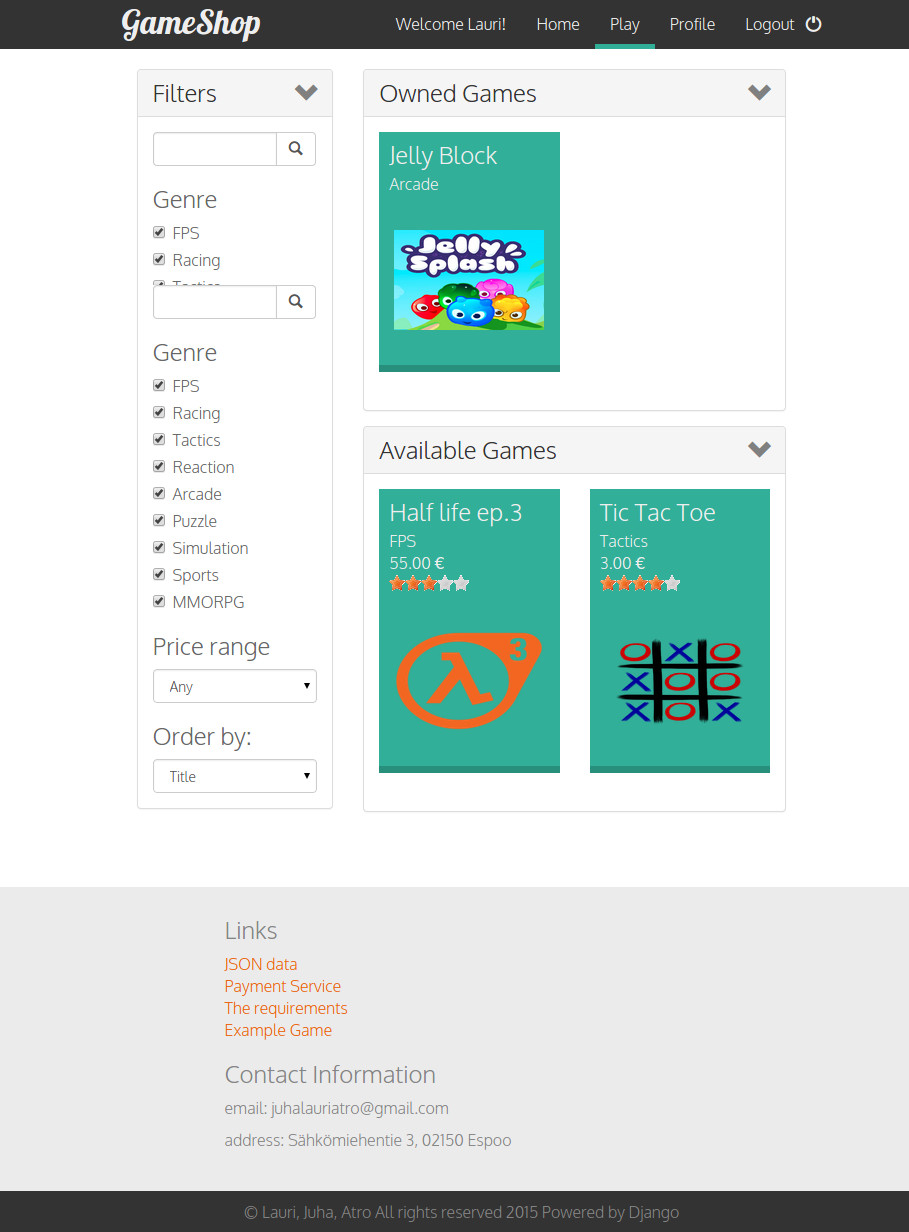 GameShop
Welcome Lauri!
Home
Play
Profile
Logout
Filters
Genre
FPS
Racing
Tactics
Genre
FPS
Racing
Tactics
Reaction
Arcade
Puzzle
Simulation
Sports
MMORPG
Price range
Any
Order by:
Title
Owned Games
Jelly Block
Arcade
Jelly
Splash
Available Games
Half life ep.3
FPS
55.00 €
λ
3
Tic Tac Toe
Tactics
3.00 €
O X O
X O O
X O X
Links
JSON data
Payment Service
The requirements
Example Game
Contact Information
email: juhalauriatro@gmail.com
address: Sähkömiehentie 3, 02150 Espoo
© Lauri, Juha, Atro All rights reserved 2015 Powered by Django